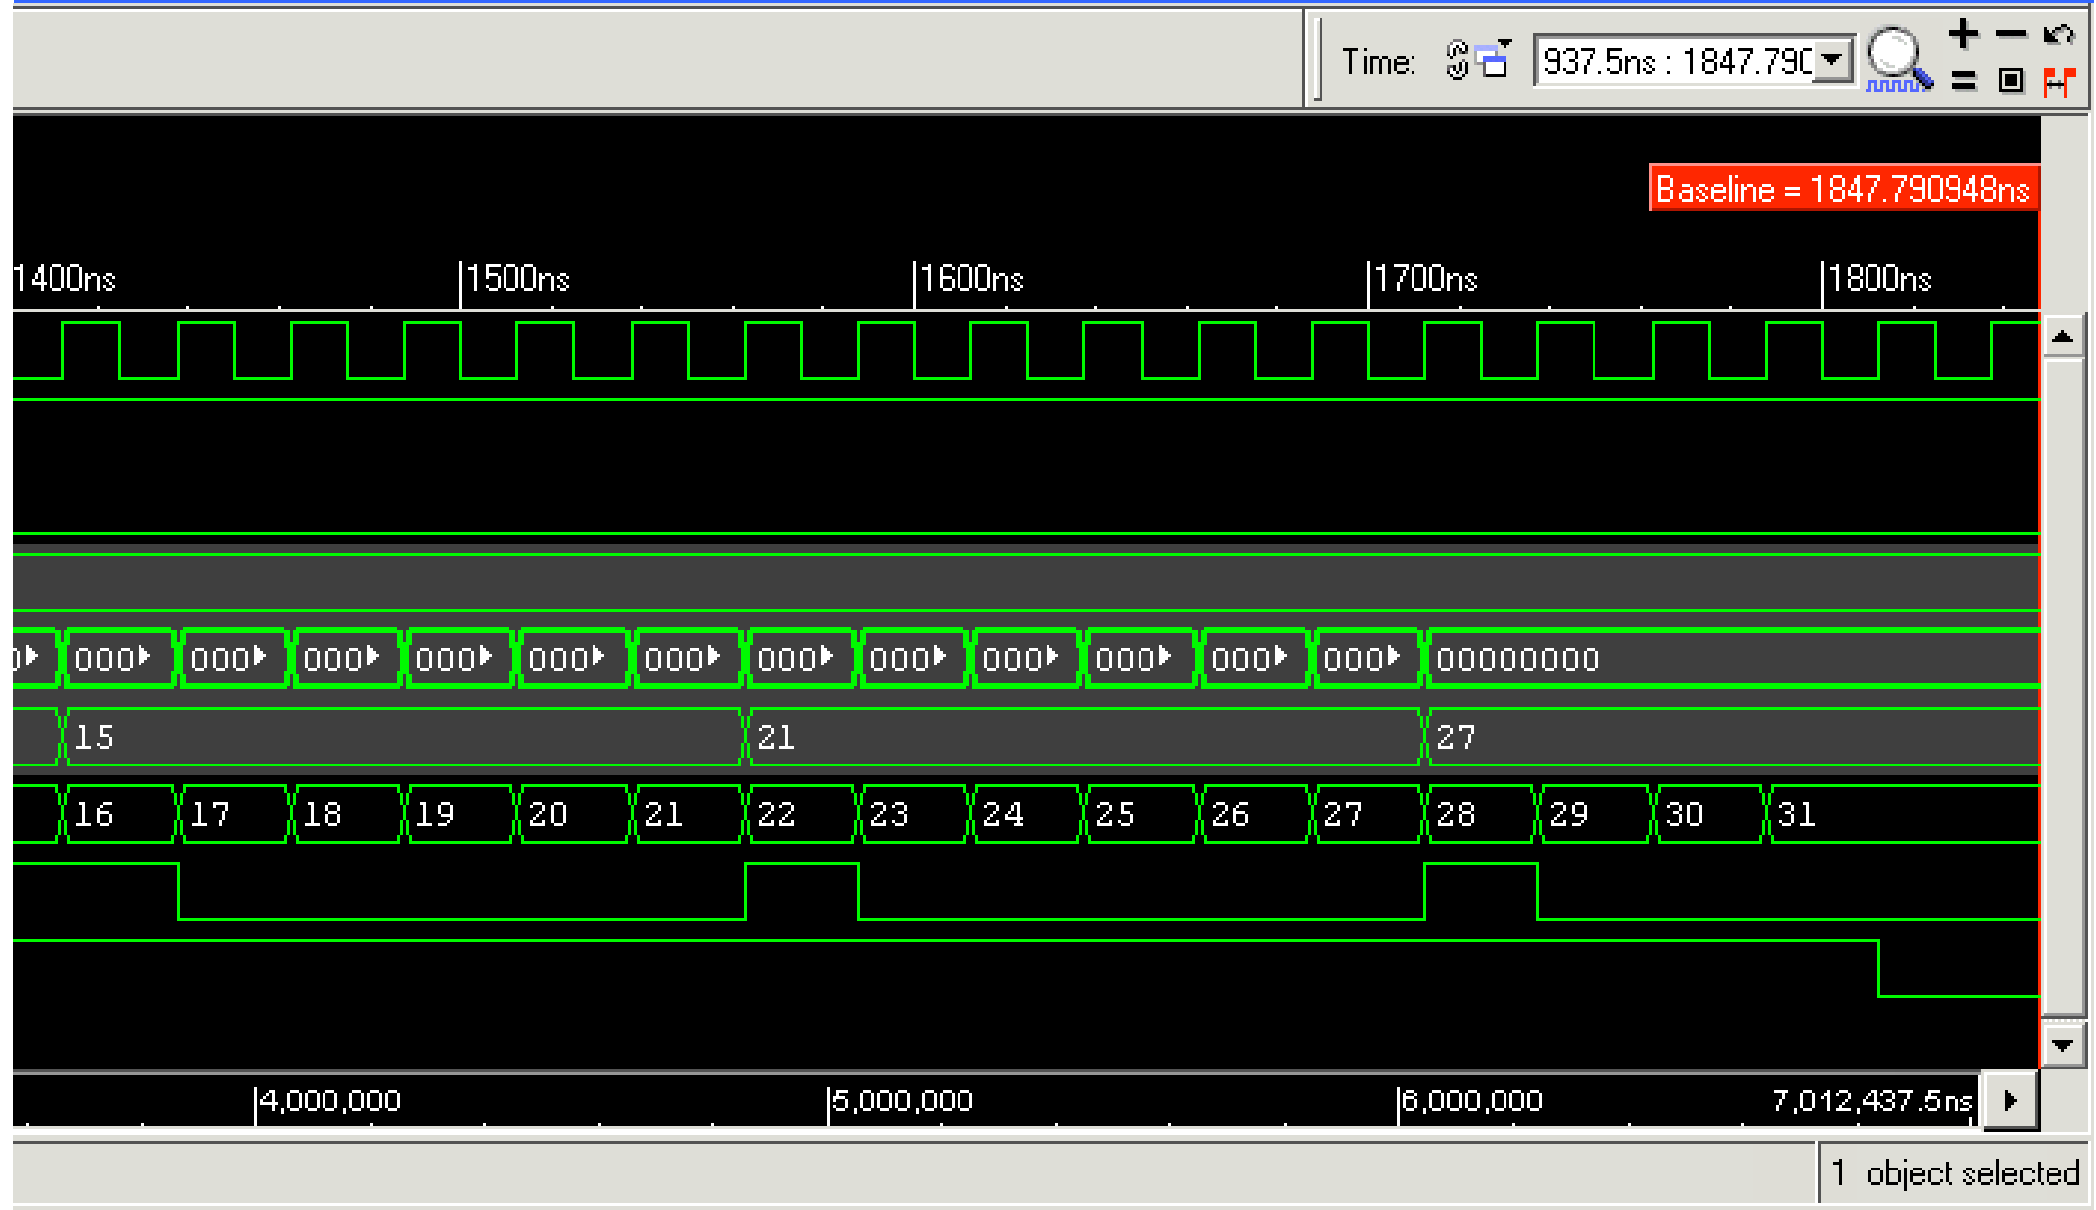 Time: 937.5ns : 1847.790
Baseline = 1847.790948ns
1400ns 1500ns 1600ns 1700ns 1800ns
000 000 000 000 000 000 000 000 000 000 000 000 00000000
15 21 27
16 17 18 19 20 21 22 23 24 25 26 27 28 29 30 31
4,000,000 5,000,000 6,000,000 7,012,437.5ns
1 object selected